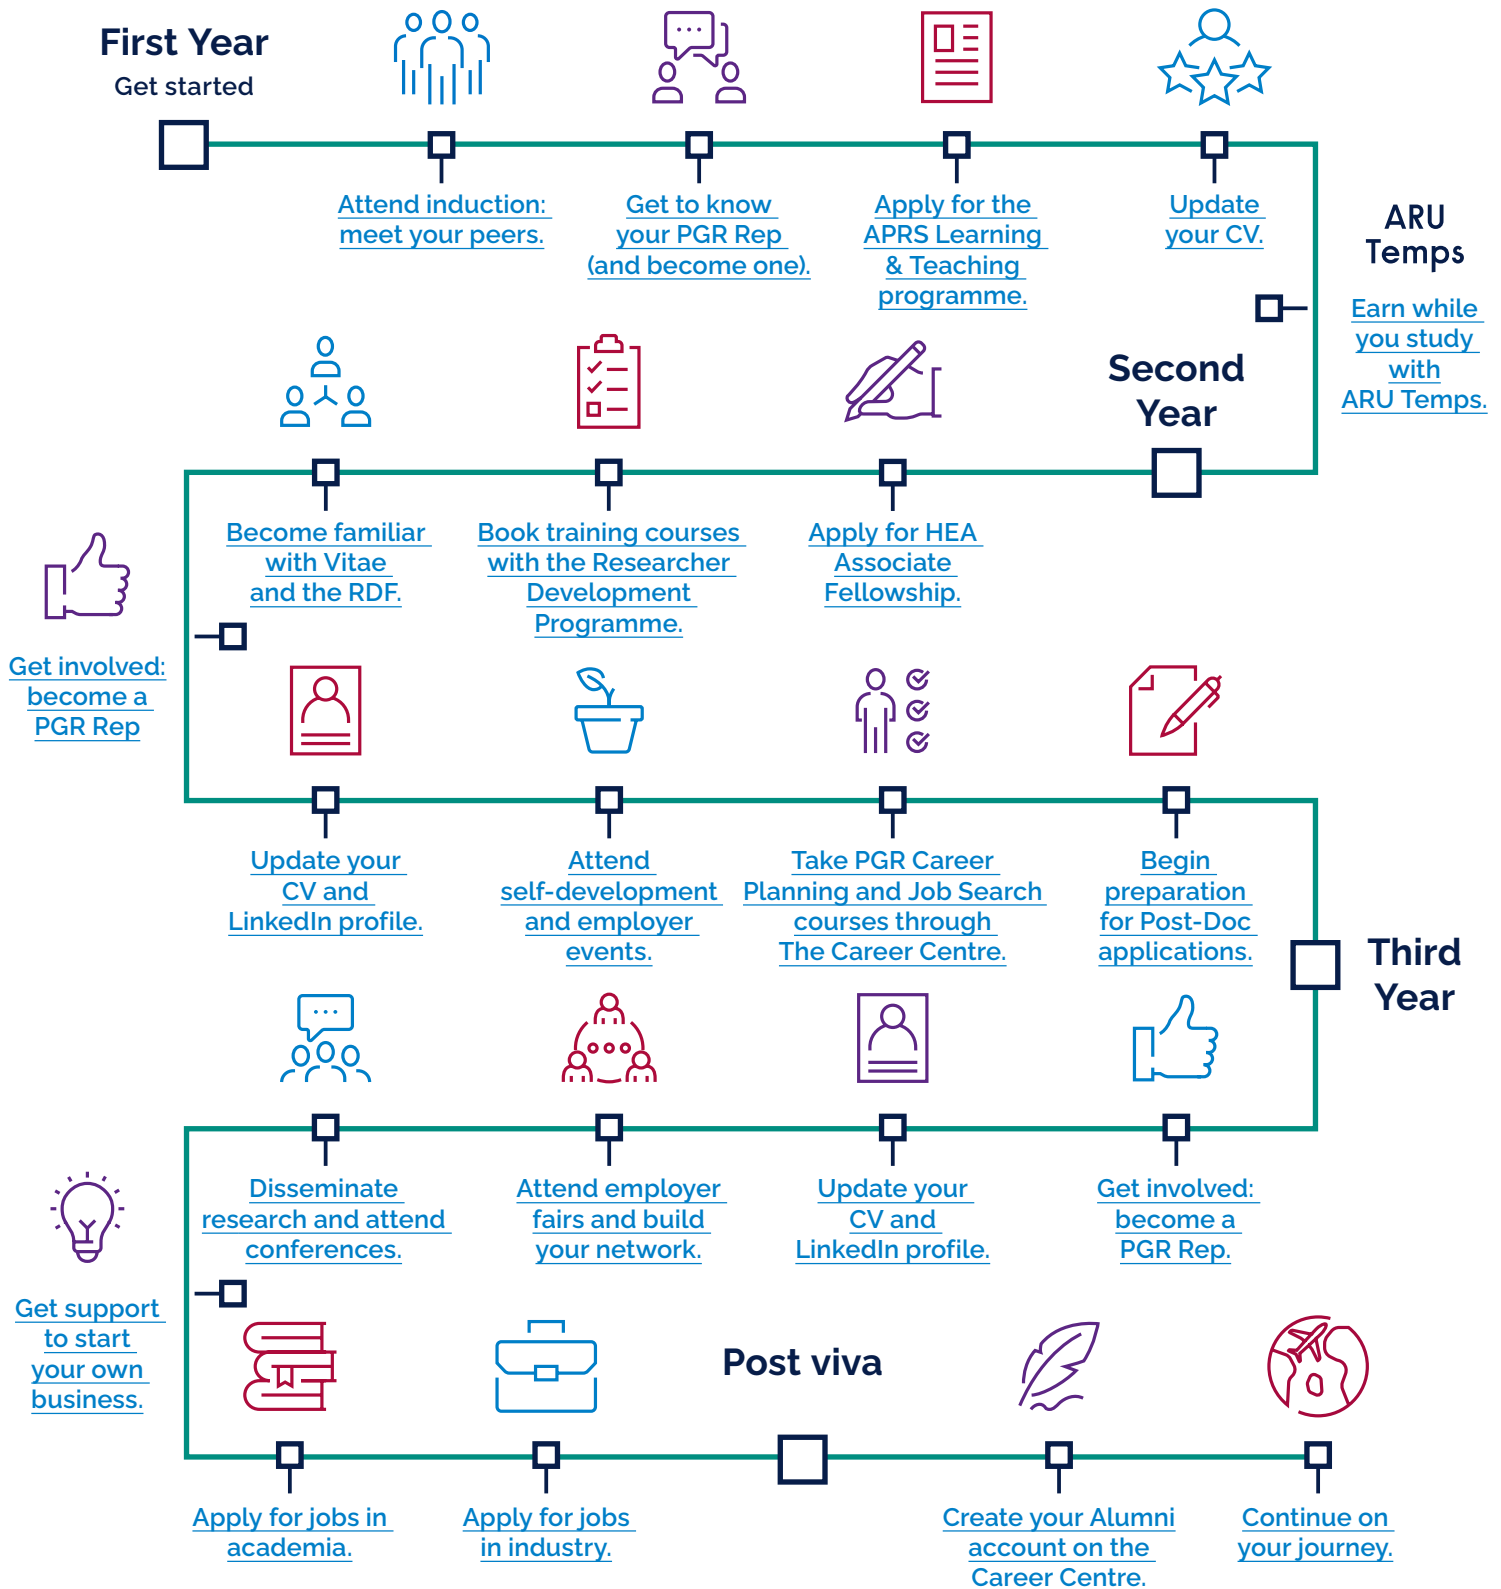 First Year
Get started
Attend induction:
meet your peers.
Get to know
your PGR Rep
(and become one).
Apply for the
APRS Learning
& Teaching
programme.
Update
your CV.
ARU
Temps
Earn while
you study
with
ARU Temps.
Second
Year
Apply for HEA
Associate
Fellowship.
Book training courses
with the Researcher
Development
Programme.
Become familiar
with Vitae
and the RDF.
Get involved:
become a
PGR Rep
Update your
CV and
LinkedIn profile.
Attend
self-development
and employer
events.
Take PGR Career
Planning and Job Search
courses through
The Career Centre.
Begin
preparation
for Post-Doc
applications.
Third
Year
Get involved:
become a
PGR Rep.
Update your
CV and
LinkedIn profile.
Attend employer
fairs and build
your network.
Disseminate
research and attend
conferences.
Get support
to start
your own
business.
Apply for jobs in
academia.
Apply for jobs
in industry.
Post viva
Create your Alumni
account on the
Career Centre.
Continue on
your journey.